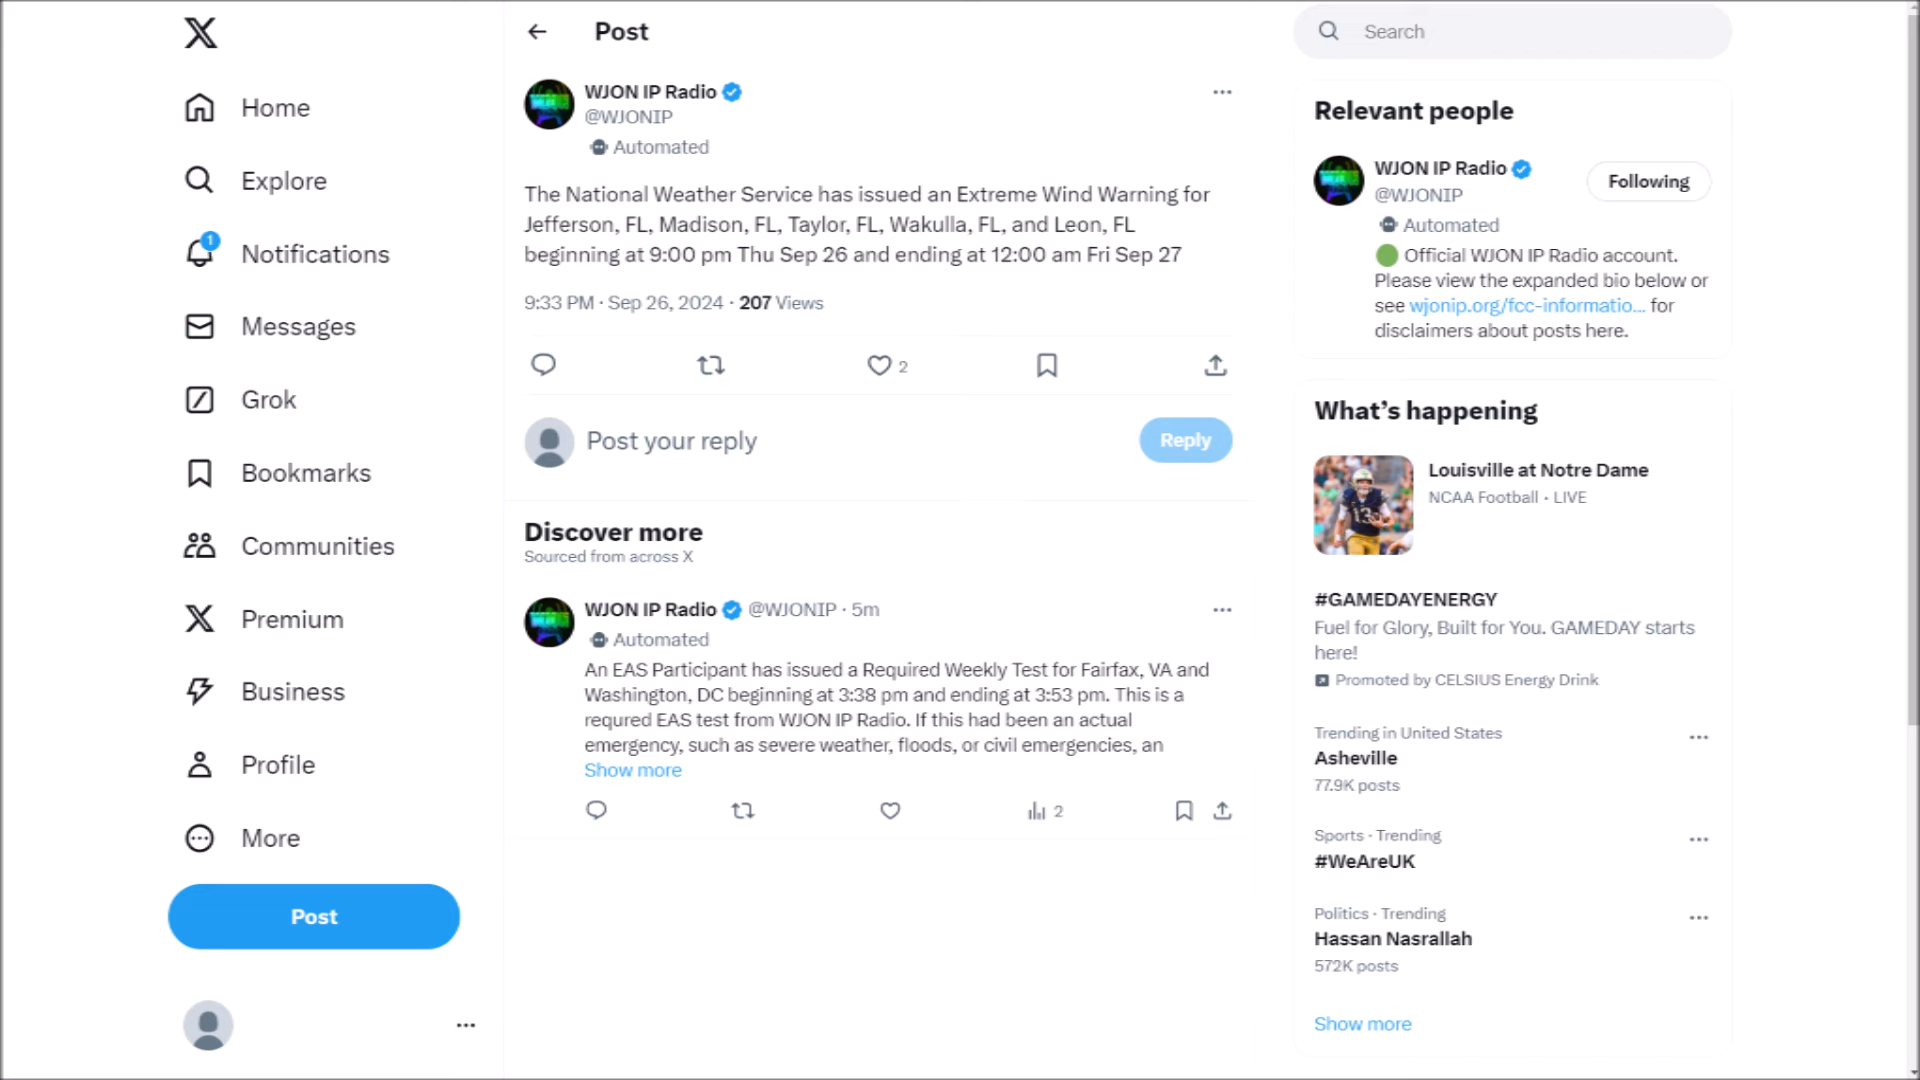 Home
Explore
1
Notifications
Messages
Grok
Bookmarks
Communities
Premium
Business
Profile
More
Post
Post
WJON IP Radio
@WJONIP
Automated
The National Weather Service has issued an Extreme Wind Warning for
Jefferson, FL, Madison, FL, Taylor, FL, Wakulla, FL, and Leon, FL
beginning at 9:00 pm Thu Sep 26 and ending at 12:00 am Fri Sep 27
9:33 PM · Sep 26, 2024 · 207 Views
2
Post your reply
Reply
Discover more
Sourced from across X
WJON IP Radio @WJONIP · 5m
Automated
An EAS Participant has issued a Required Weekly Test for Fairfax, VA and
Washington, DC beginning at 3:38 pm and ending at 3:53 pm. This is a
requred EAS test from WJON IP Radio. If this had been an actual
emergency, such as severe weather, floods, or civil emergencies, an
Show more
2
Search
Relevant people
WJON IP Radio
@WJONIP
Following
Automated
Official WJON IP Radio account.
Please view the expanded bio below or
see wjonip.org/fcc-informatio... for
disclaimers about posts here.
What's happening
Louisville at Notre Dame
NCAA Football · LIVE
13
#GAMEDAYENERGY
Fuel for Glory, Built for You. GAMEDAY starts
here!
Promoted by CELSIUS Energy Drink
Trending in United States
Asheville
77.9K posts
Sports · Trending
#WeAreUK
Politics · Trending
Hassan Nasrallah
572K posts
Show more